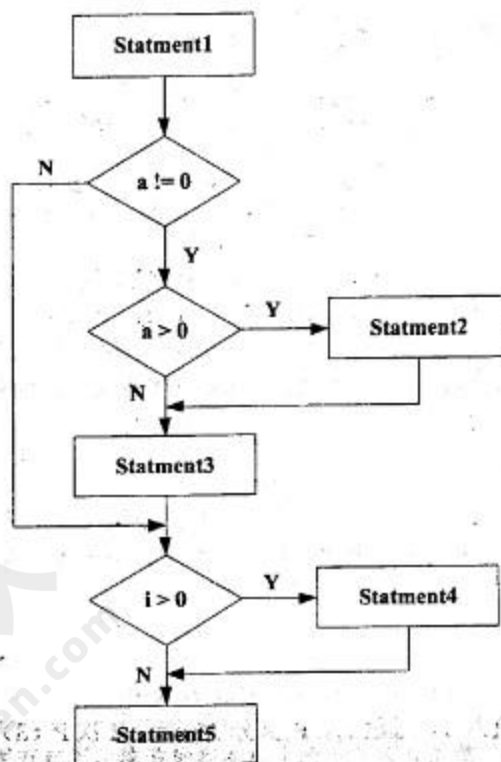 Statment1
N
a != 0
Y
a > 0
Y
Statment2
N
Statment3
i > 0
Y
Statment4
N
Statment5